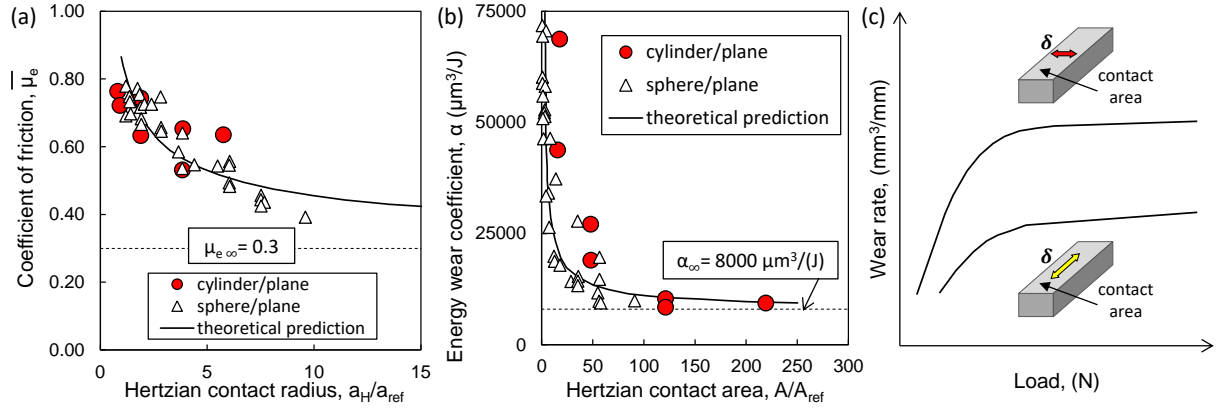 (a)
1.00
0.80
0.60
0.40
0.20
0.00
Coefficient of friction, μe
μe ∞ = 0.3
cylinder/plane
sphere/plane
theoretical prediction
0
5
10
15
Hertzian contact radius, aH/aref
(b)
75000
50000
25000
0
Energy wear coefficient, α (μm³/J)
cylinder/plane
sphere/plane
theoretical prediction
α∞ = 8000 μm³/(J)
0
50
100
150
200
250
300
Hertzian contact area, A/Aref
(c)
Wear rate, (mm³/mm)
δ
contact
area
δ
contact
area
Load, (N)